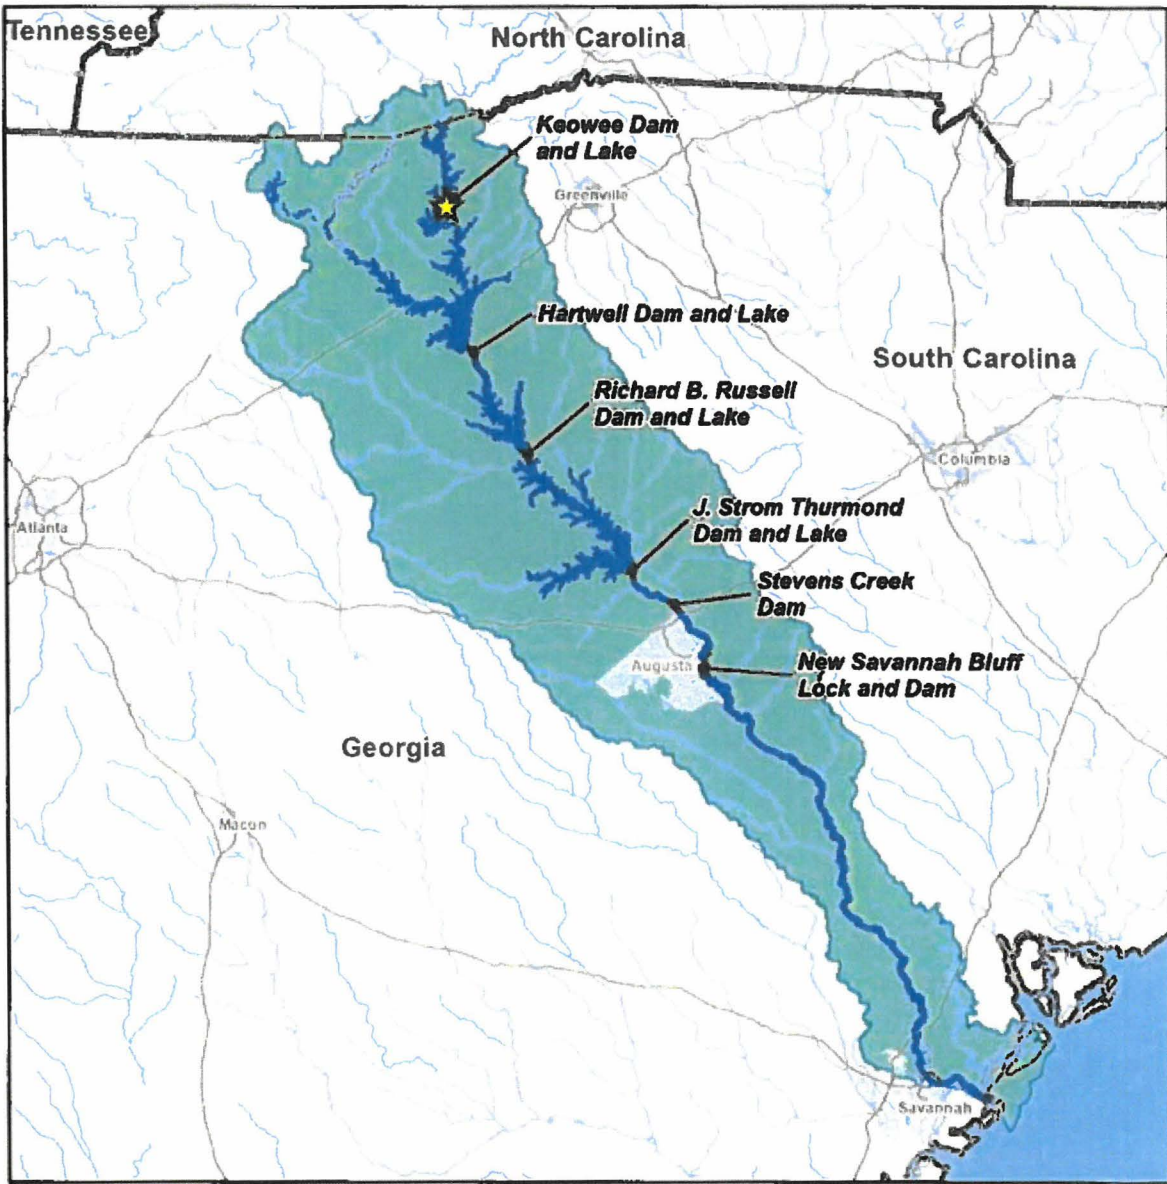 Tennessee
North Carolina
Keowee Dam
and Lake
Greenville
Hartwell Dam and Lake
South Carolina
Richard B. Russell
Dam and Lake
Columbia
J. Strom Thurmond
Dam and Lake
Atlanta
Stevens Creek
Dam
Augusta
New Savannah Bluff
Lock and Dam
Georgia
Macon
Savannah